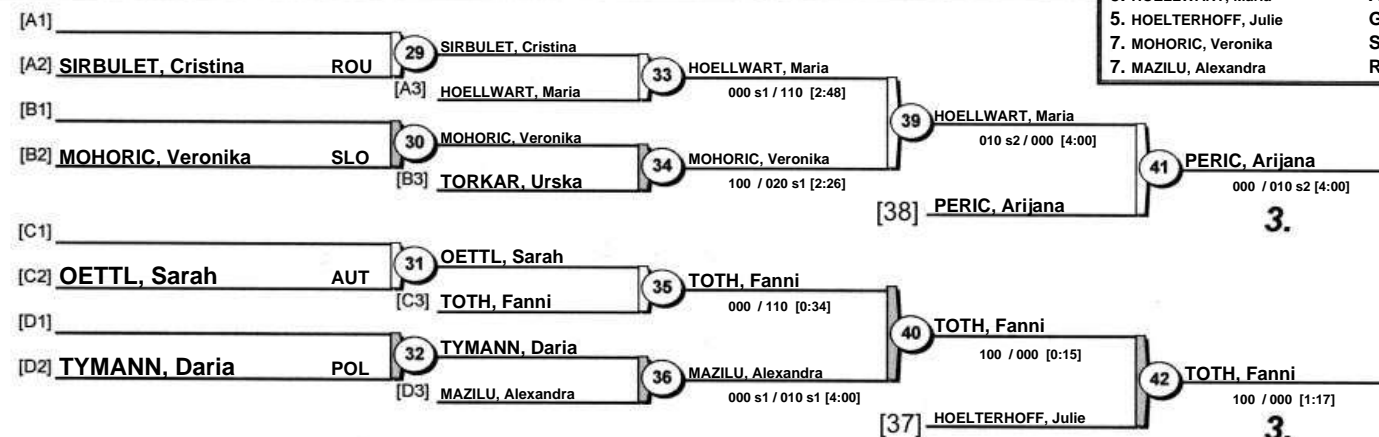 5. HOELTERHOFF, Julie G
7. MOHORIC, Veronika S
7. MAZILU, Alexandra R
[A1]
[A2] SIRBULET, Cristina ROU
29
SIRBULET, Cristina
[A3] HOELLWART, Maria
33
HOELLWART, Maria
000 s1 / 110 [2:48]
[B1]
[B2] MOHORIC, Veronika SLO
30
MOHORIC, Veronika
[B3] TORKAR, Urska
34
MOHORIC, Veronika
100 / 020 s1 [2:26]
39
HOELLWART, Maria
010 s2 / 000 [4:00]
[38] PERIC, Arijana
41
PERIC, Arijana
000 / 010 s2 [4:00]
3.
[C1]
[C2] OETTL, Sarah AUT
31
OETTL, Sarah
[C3] TOTH, Fanni
35
TOTH, Fanni
000 / 110 [0:34]
[D1]
[D2] TYMANN, Daria POL
32
TYMANN, Daria
[D3] MAZILU, Alexandra
36
MAZILU, Alexandra
000 s1 / 010 s1 [4:00]
40
TOTH, Fanni
100 / 000 [0:15]
[37] HOELTERHOFF, Julie
42
TOTH, Fanni
100 / 000 [1:17]
3.